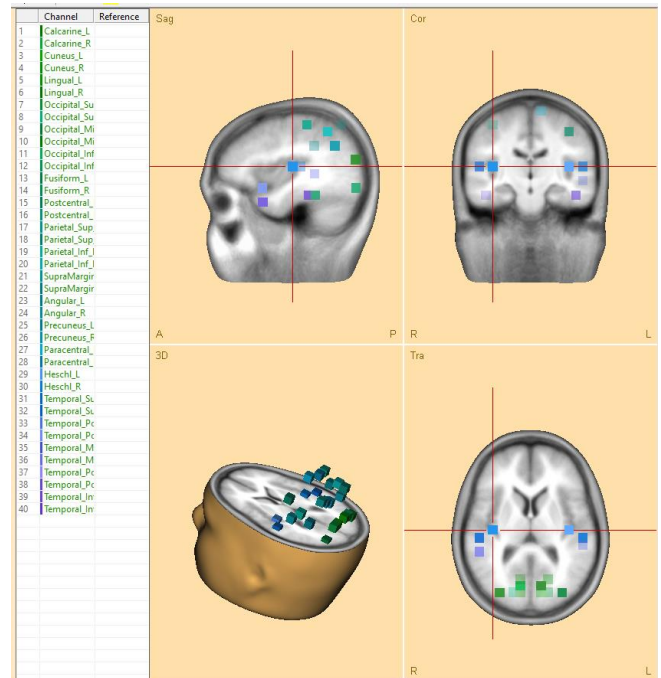 Channel Reference
1 Calcarine_L
2 Calcarine_R
3 Cuneus_L
4 Cuneus_R
5 Lingual_L
6 Lingual_R
7 Occipital_Su
8 Occipital_Su
9 Occipital_Mi
10 Occipital_Mi
11 Occipital_Inf
12 Occipital_Inf
13 Fusiform_L
14 Fusiform_R
15 Postcentral_
16 Postcentral_
17 Parietal_Sup
18 Parietal_Sup
19 Parietal_Inf_
20 Parietal_Inf_
21 SupraMargir
22 SupraMargir
23 Angular_L
24 Angular_R
25 Precuneus_L
26 Precuneus_R
27 Paracentral_
28 Paracentral_
29 Heschl_L
30 Heschl_R
31 Temporal_Su
32 Temporal_Su
33 Temporal_Po
34 Temporal_Po
35 Temporal_M
36 Temporal_M
37 Temporal_Po
38 Temporal_Po
39 Temporal_In
40 Temporal_In
Sag
A P
Cor
R L
3D
Tra
R L